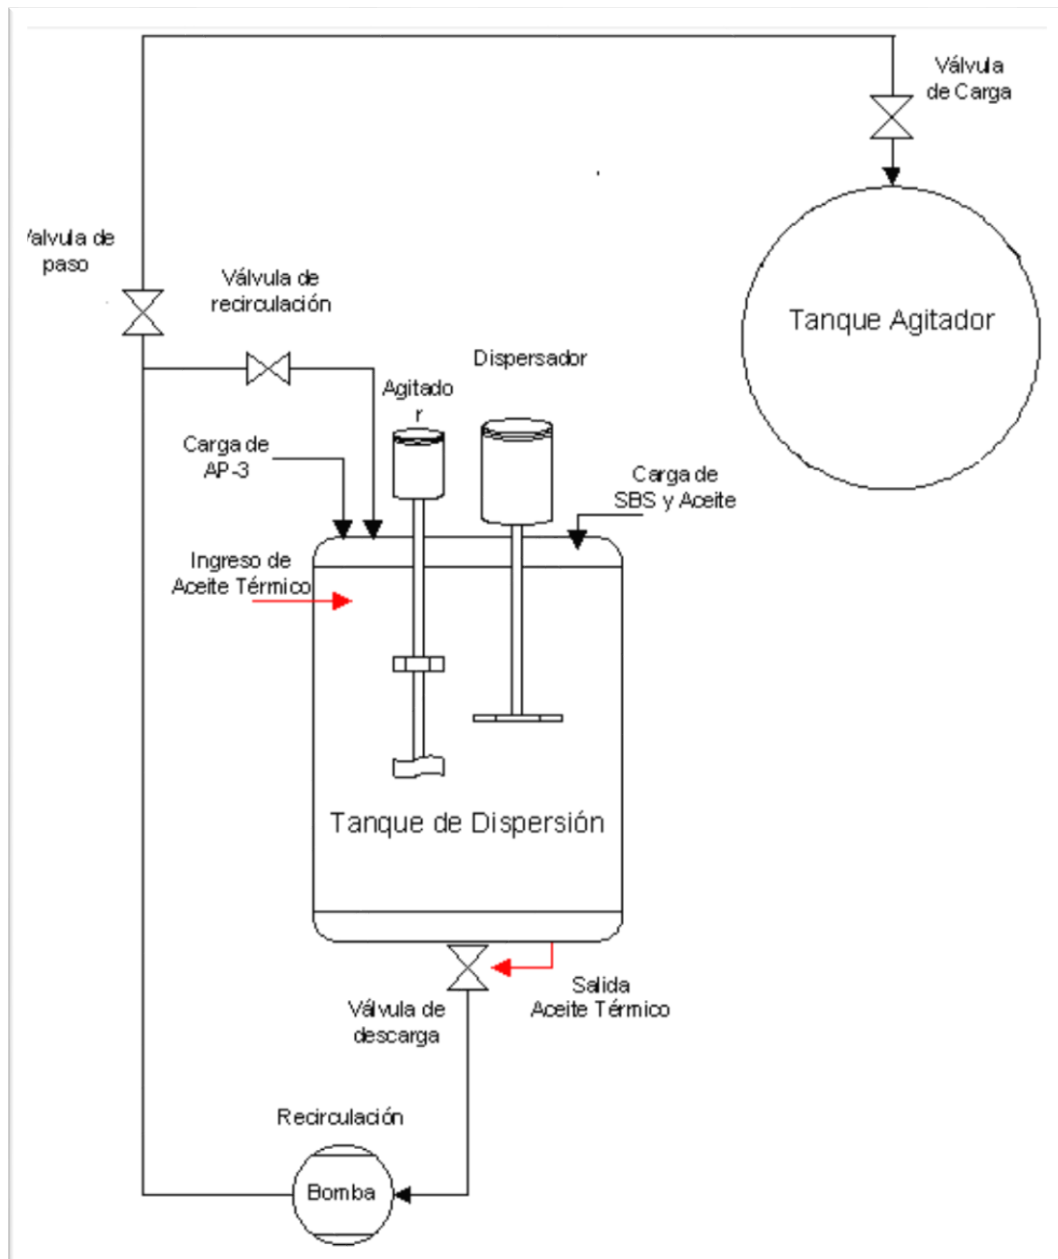 Válvula
de Carga
Valvula de
paso
Válvula de
recirculación
Tanque Agitador
Dispersador
Agitado
r
Carga de
AP-3
Carga de
SBS y Aceite
Ingreso de
Aceite Térmico
Tanque de Dispersión
Salida
Aceite Térmico
Válvula de
descarga
Recirculación
Bomba